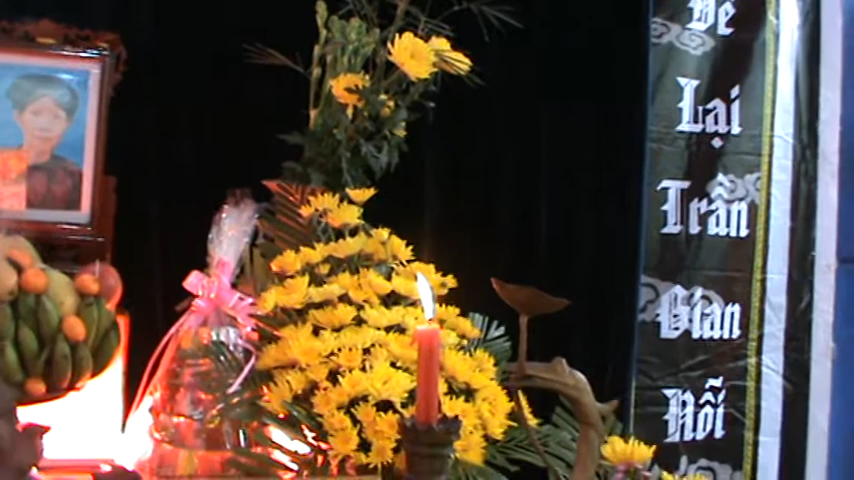 Để
Lại
Trần
Gian
Nỗi